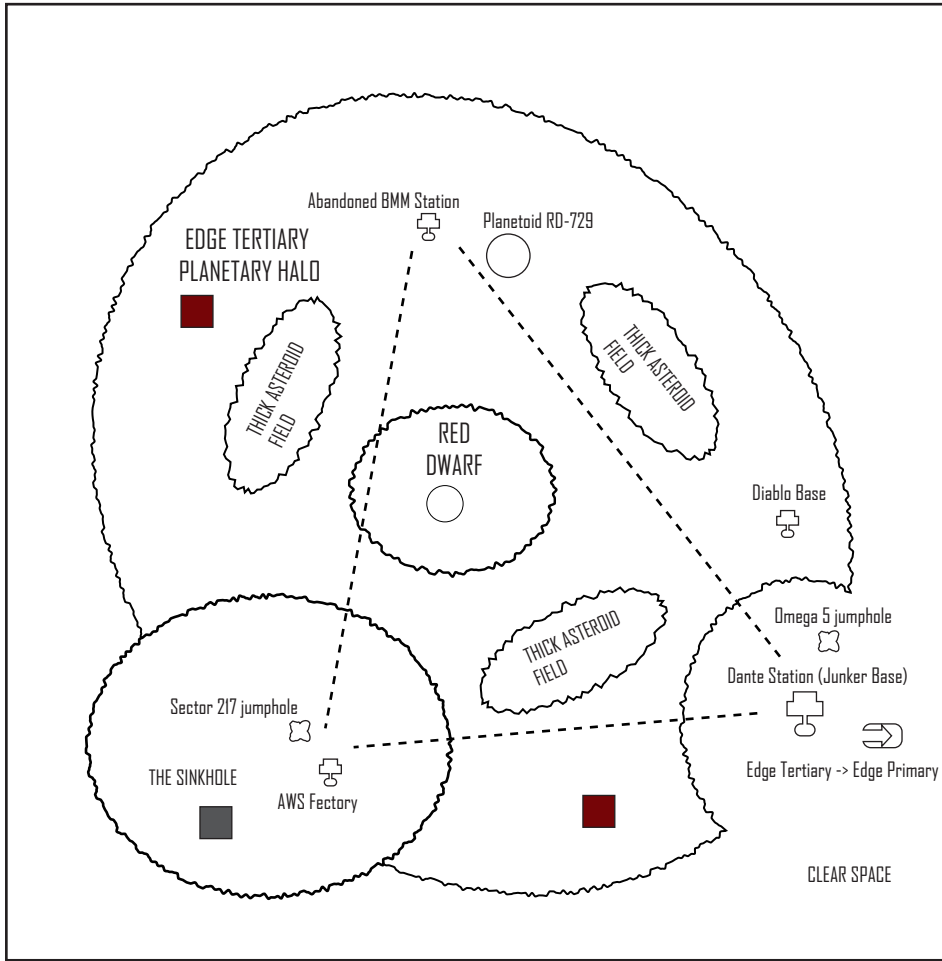 Abandoned BMM Station
Planetoid RD-729
EDGE TERTIARY
PLANETARY HALO
THICK ASTEROID
FIELD
THICK ASTEROID
FIELD
RED
DWARF
Diablo Base
Omega 5 jumphole
THICK ASTEROID
FIELD
Dante Station (Junker Base)
Sector 217 jumphole
Edge Tertiary -> Edge Primary
THE SINKHOLE
AWS Fectory
CLEAR SPACE